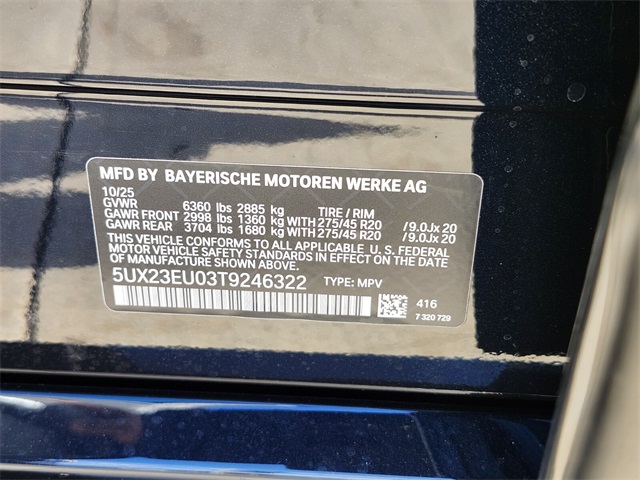 MFD BY BAYERISCHE MOTOREN WERKE AG
10/25
GVWR 6360 lbs 2885 kg TIRE / RIM
GAWR FRONT 2998 lbs 1360 kg WITH 275/45 R20 /9.0Jx 20
GAWR REAR 3704 lbs 1680 kg WITH 275/45 R20 /9.0Jx 20
THIS VEHICLE CONFORMS TO ALL APPLICABLE U. S. FEDERAL
MOTOR VEHICLE SAFETY STANDARDS IN EFFECT ON THE DATE
OF MANUFACTURE SHOWN ABOVE.
5UX23EU03T9246322 TYPE: MPV
416
7 320 729